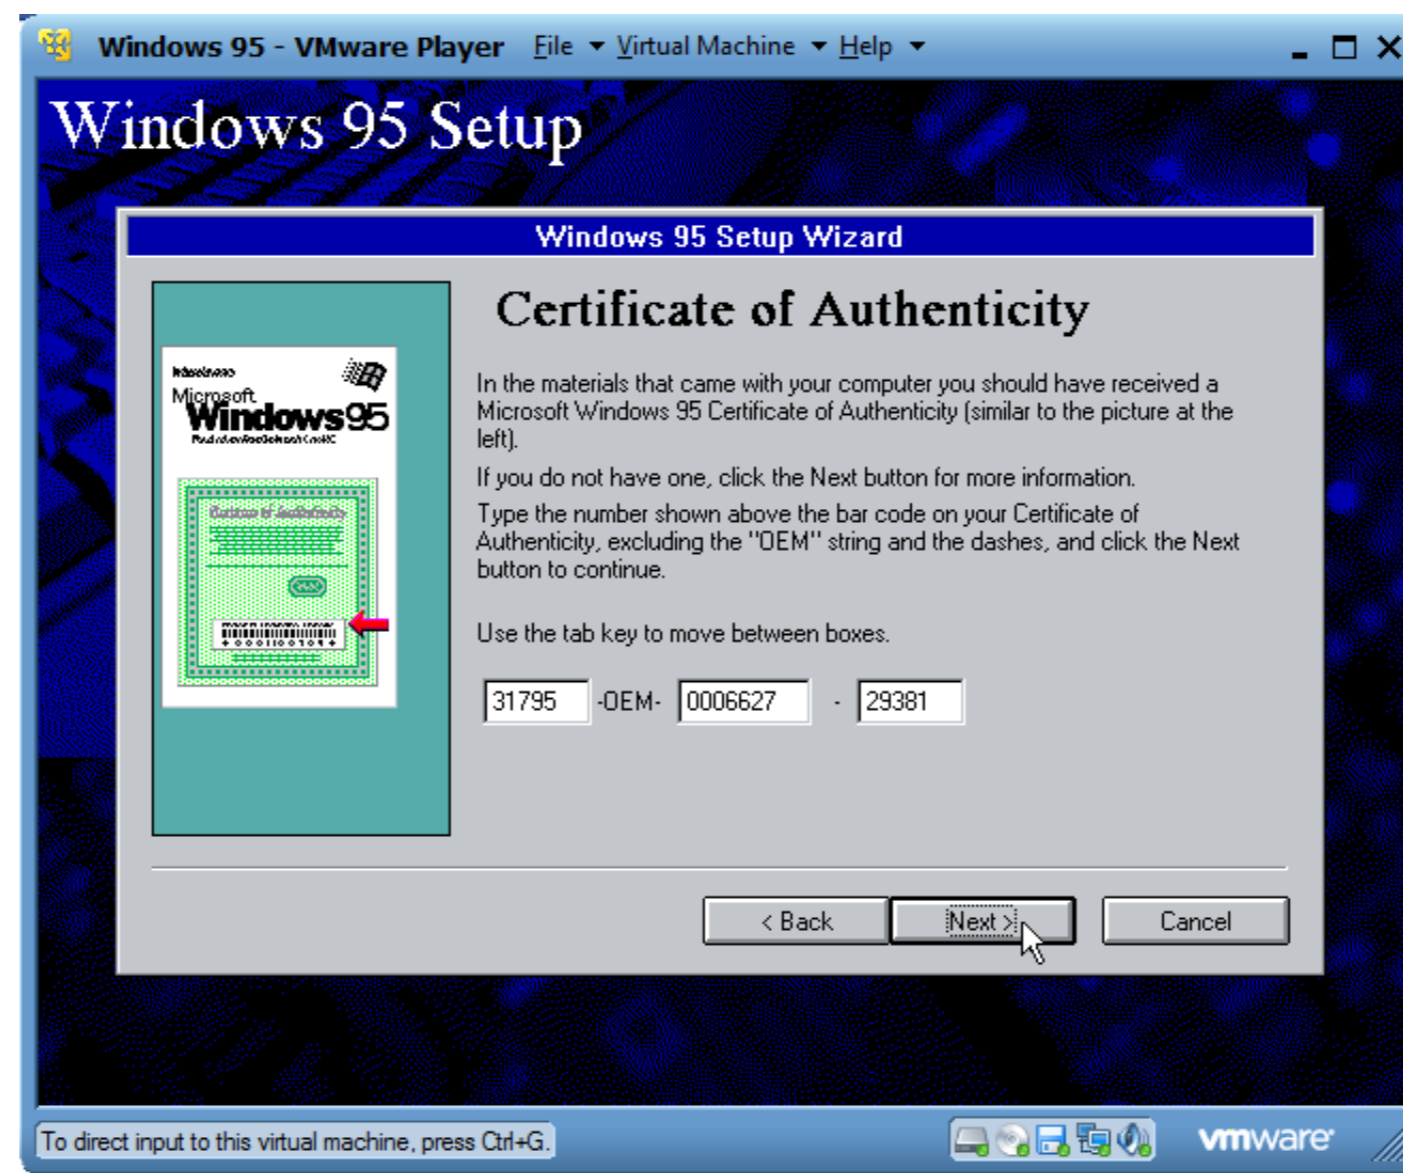 Windows 95 - VMware Player File Virtual Machine Help
Windows 95 Setup
Windows 95 Setup Wizard
Certificate of Authenticity
Microsoft
Windows95
In the materials that came with your computer you should have received a
Microsoft Windows 95 Certificate of Authenticity (similar to the picture at the
left).
If you do not have one, click the Next button for more information.
Type the number shown above the bar code on your Certificate of
Authenticity, excluding the "OEM" string and the dashes, and click the Next
button to continue.
Use the tab key to move between boxes.
31795 -OEM- 0006627 - 29381
< Back Next > Cancel
To direct input to this virtual machine, press Ctrl+G.
vmware